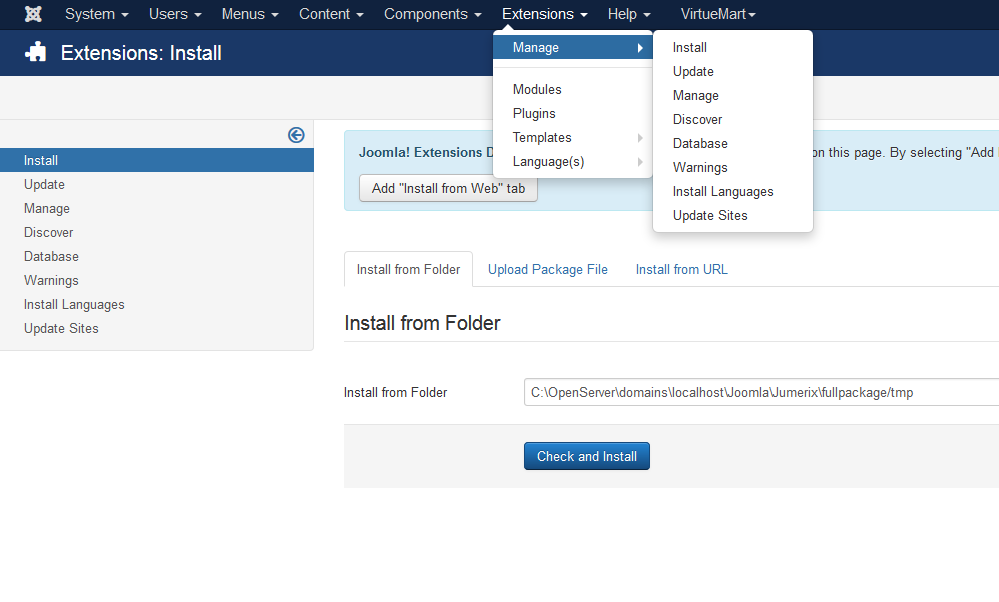 System Users Menus Content Components Extensions Help VirtueMart
Extensions: Install
Manage
Modules
Plugins
Templates
Language(s)
Install
Update
Manage
Discover
Database
Warnings
Install Languages
Update Sites
Install
Update
Manage
Discover
Database
Warnings
Install Languages
Update Sites
Joomla! Extensions D
on this page. By selecting "Add
Add "Install from Web" tab
Install from Folder Upload Package File Install from URL
Install from Folder
Install from Folder C:\OpenServer\domains\localhost\Joomla\Jumerix\fullpackage/tmp
Check and Install